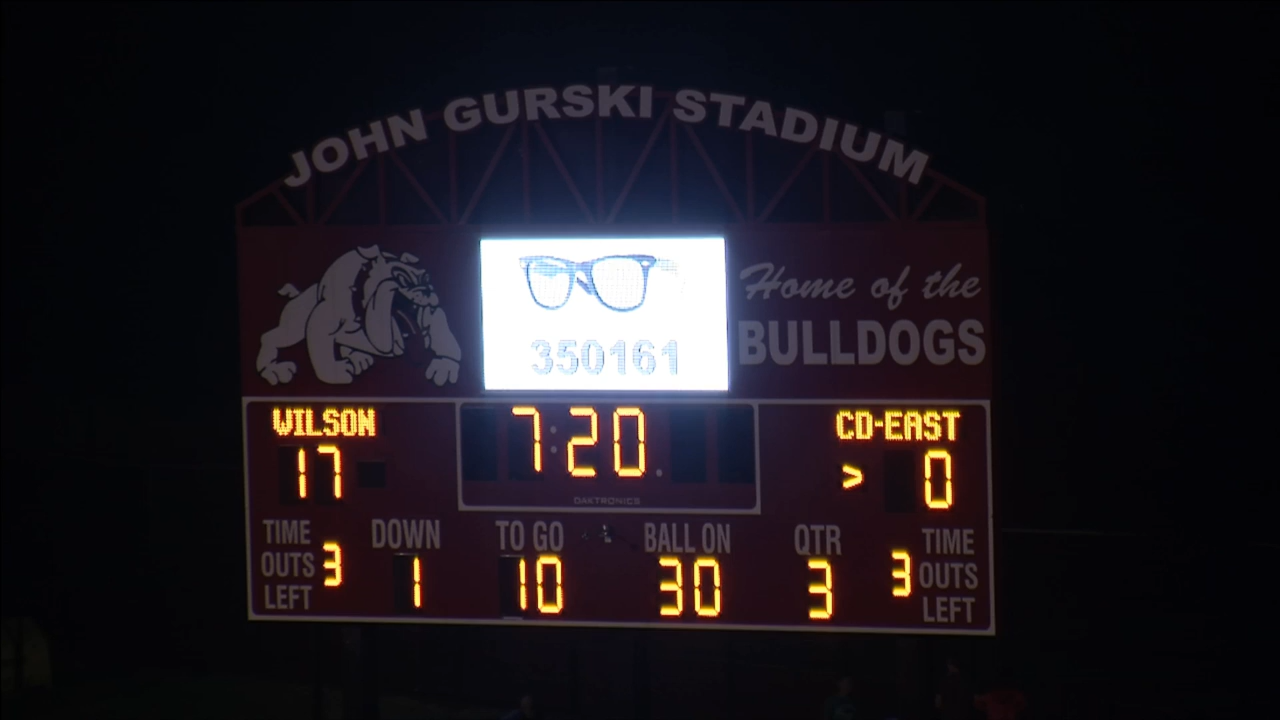 JOHN GURSKI STADIUM
Home of the
BULLDOGS
350161
WILSON
7:20
CD-EAST
17
> 0
DAKTRONICS
TIME OUTS LEFT 3
DOWN 1
TO GO 10
BALL ON 30
QTR 3
3 TIME OUTS LEFT